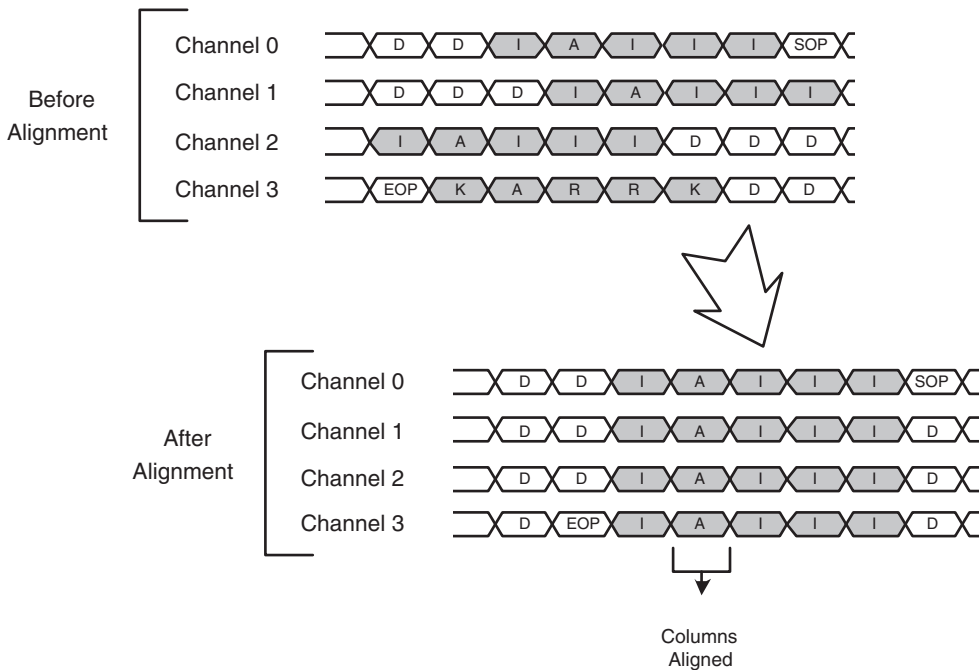 Before
Alignment
Channel 0 D D I A I I I SOP
Channel 1 D D D I A I I I
Channel 2 I A I I I D D D
Channel 3 EOP K A R R K D D
After
Alignment
Channel 0 D D I A I I I SOP
Channel 1 D D I A I I I D
Channel 2 D D I A I I I D
Channel 3 D EOP I A I I I D
Columns
Aligned